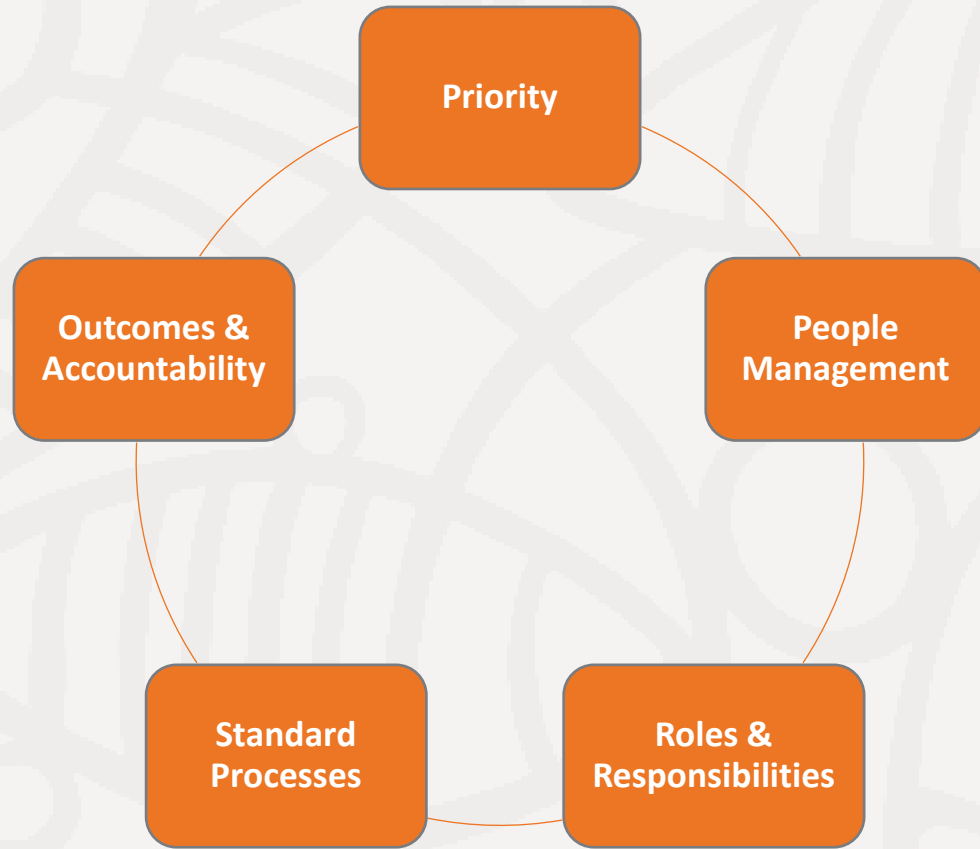 Priority
People
Management
Roles &
Responsibilities
Standard
Processes
Outcomes &
Accountability